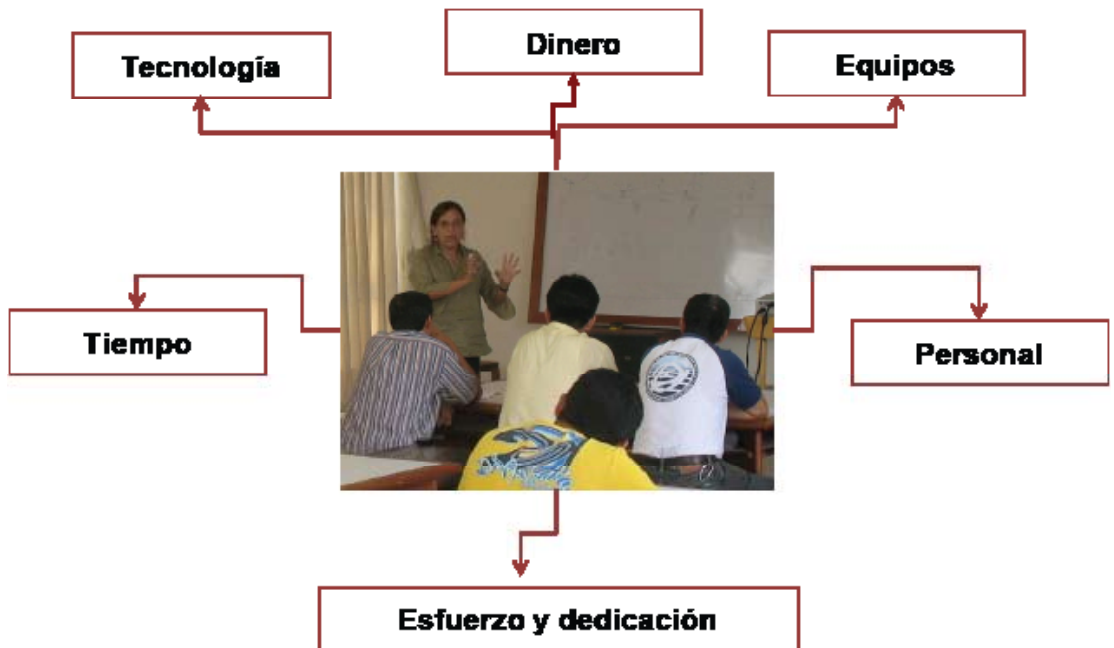 Dinero
Tecnología
Equipos
Tiempo
Personal
Esfuerzo y dedicación